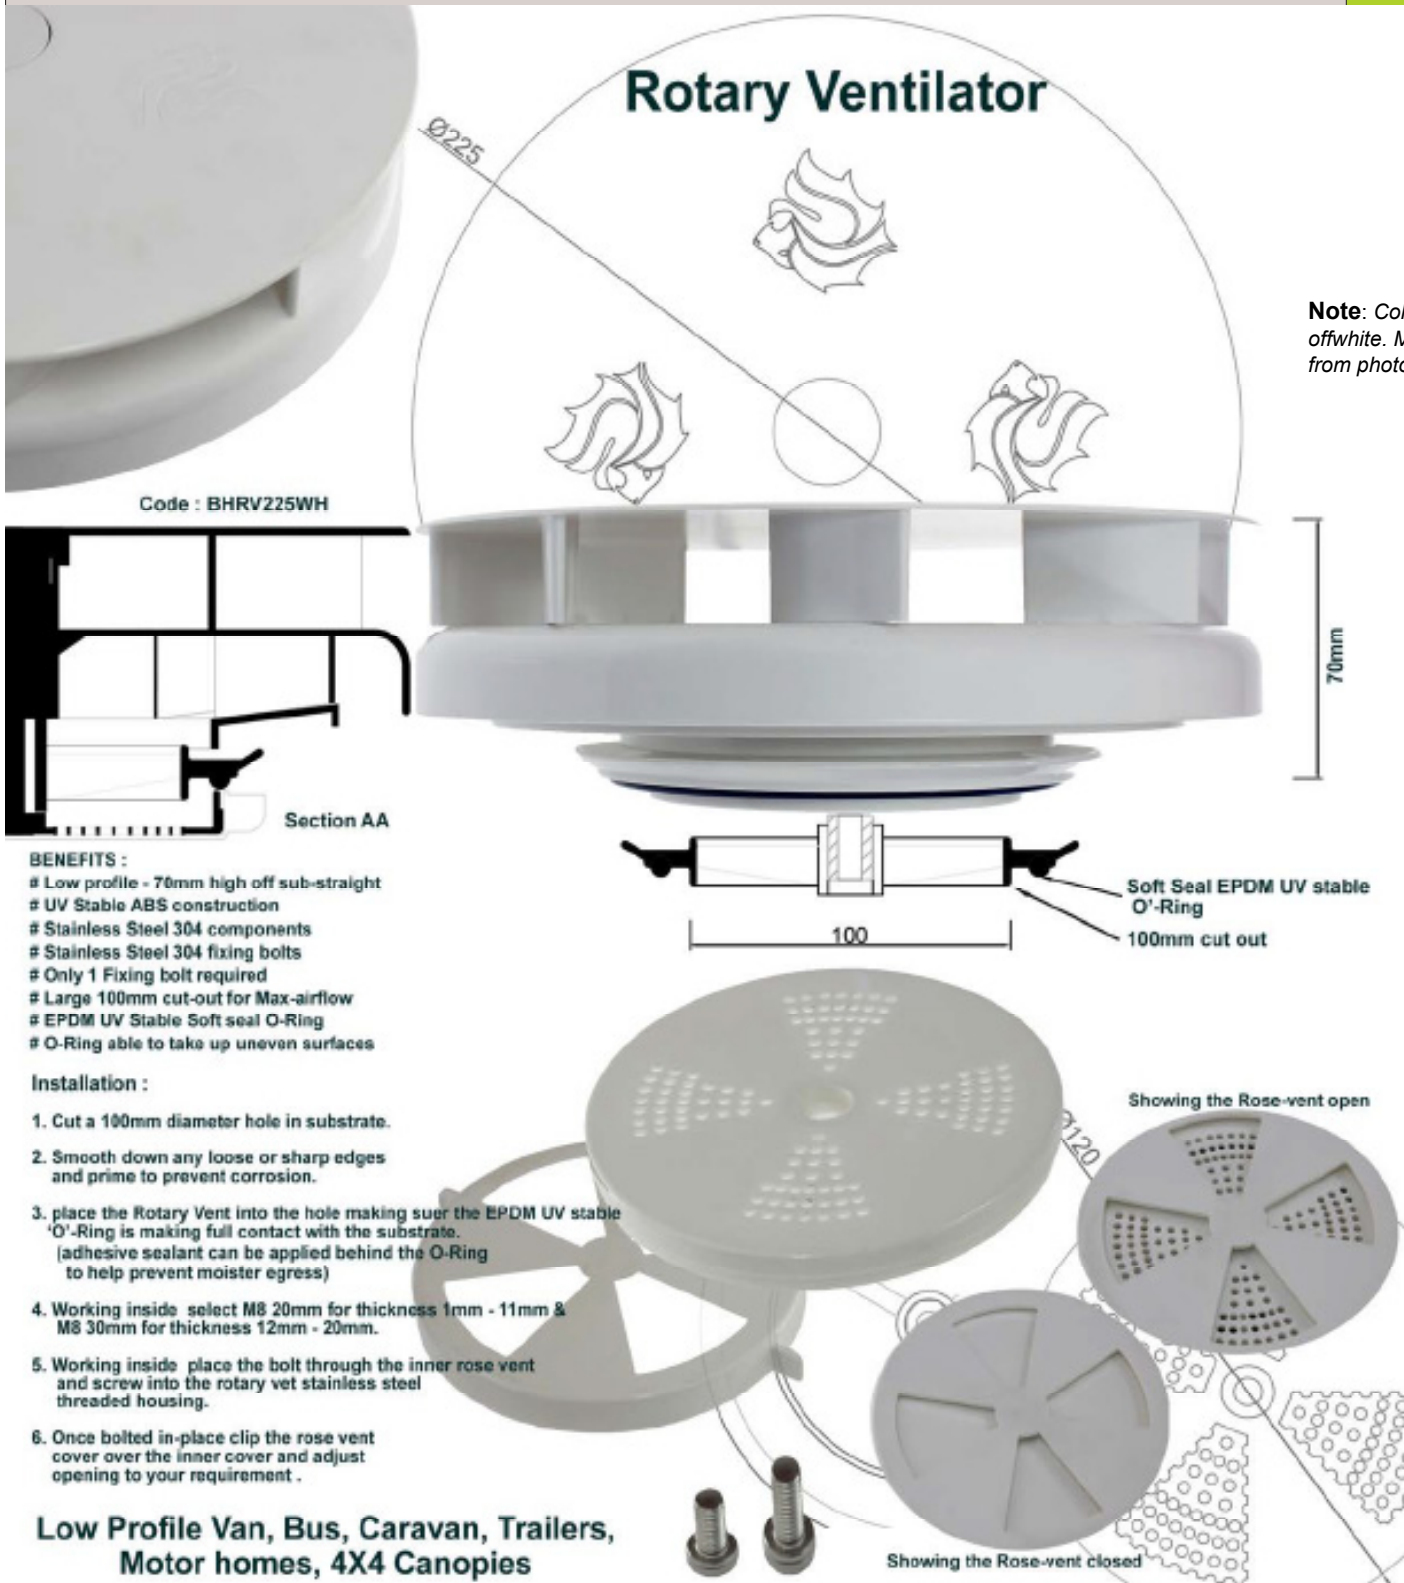 Rotary Ventilator
Ø225
Note: Col
offwhite. M
from photo
Code : BHRV225WH
70mm
Section AA
BENEFITS :
# Low profile - 70mm high off sub-straight
# UV Stable ABS construction
# Stainless Steel 304 components
# Stainless Steel 304 fixing bolts
# Only 1 Fixing bolt required
# Large 100mm cut-out for Max-airflow
# EPDM UV Stable Soft seal O-Ring
# O-Ring able to take up uneven surfaces
Soft Seal EPDM UV stable
O'-Ring
100mm cut out
100
Installation :
1. Cut a 100mm diameter hole in substrate.
2. Smooth down any loose or sharp edges
and prime to prevent corrosion.
3. place the Rotary Vent into the hole making suer the EPDM UV stable
'O'-Ring is making full contact with the substrate.
(adhesive sealant can be applied behind the O-Ring
to help prevent moister egress)
4. Working inside select M8 20mm for thickness 1mm - 11mm &
M8 30mm for thickness 12mm - 20mm.
5. Working inside place the bolt through the inner rose vent
and screw into the rotary vet stainless steel
threaded housing.
6. Once bolted in-place clip the rose vent
cover over the inner cover and adjust
opening to your requirement .
Showing the Rose-vent open
Ø120
Showing the Rose-vent closed
Low Profile Van, Bus, Caravan, Trailers,
Motor homes, 4X4 Canopies